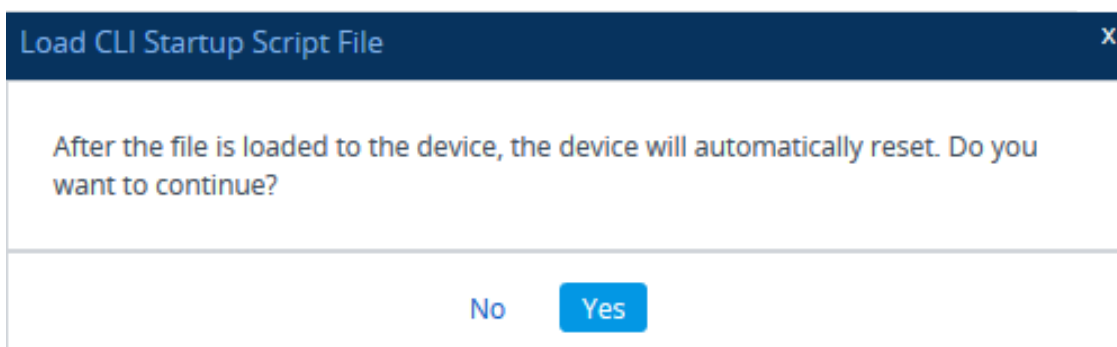 Load CLI Startup Script File
x
After the file is loaded to the device, the device will automatically reset. Do you
want to continue?
No
Yes